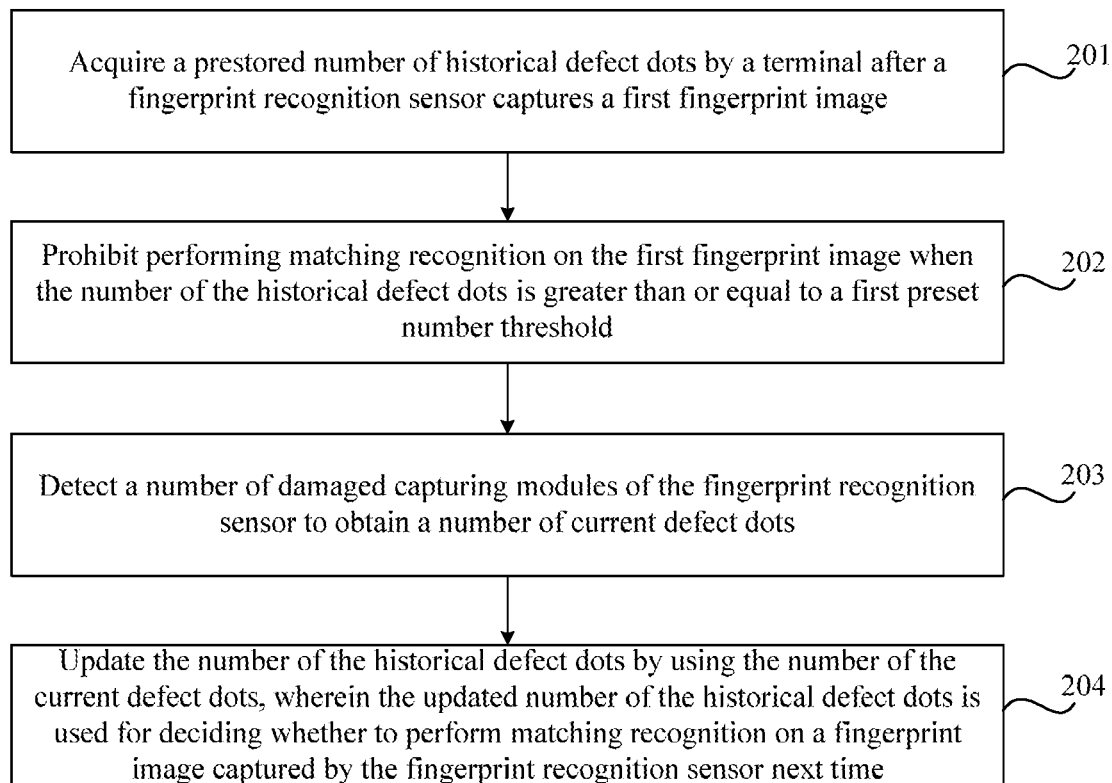 Acquire a prestored number of historical defect dots by a terminal after a
fingerprint recognition sensor captures a first fingerprint image
201
Prohibit performing matching recognition on the first fingerprint image when
the number of the historical defect dots is greater than or equal to a first preset
number threshold
202
Detect a number of damaged capturing modules of the fingerprint recognition
sensor to obtain a number of current defect dots
203
Update the number of the historical defect dots by using the number of the
current defect dots, wherein the updated number of the historical defect dots is
used for deciding whether to perform matching recognition on a fingerprint
image captured by the fingerprint recognition sensor next time
204